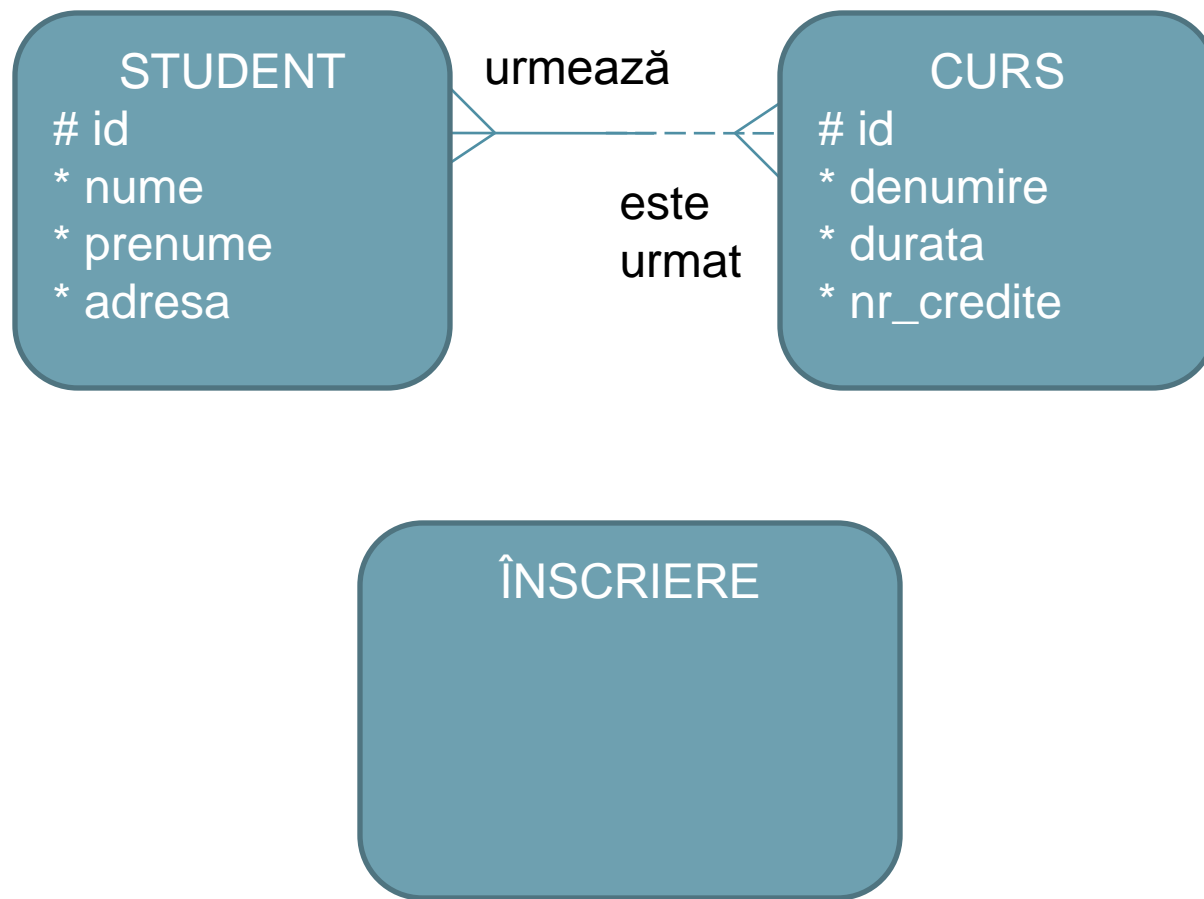 STUDENT
# id
* nume
* prenume
* adresa
urmează
este
urmat
CURS
# id
* denumire
* durata
* nr_credite
ÎNSCRIERE